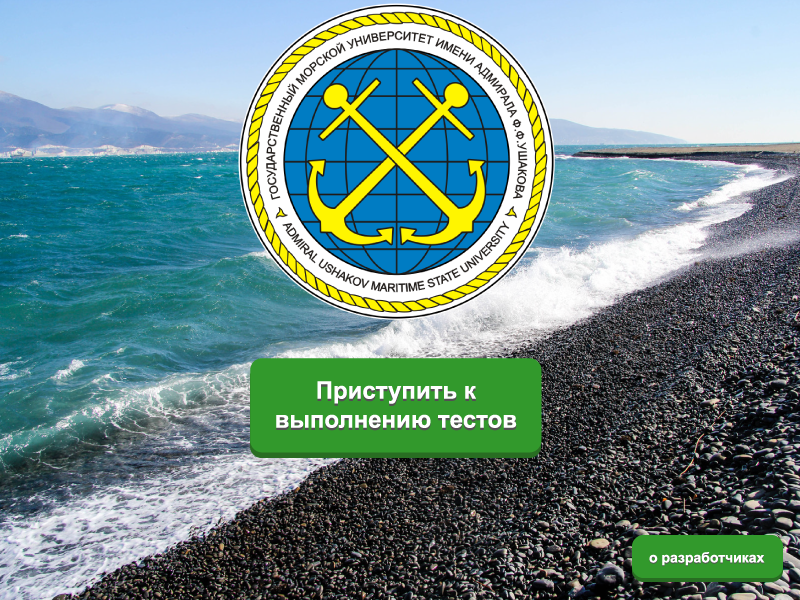 ГОСУДАРСТВЕННЫЙ МОРСКОЙ УНИВЕРСИТЕТ ИМЕНИ АДМИРАЛА Ф.Ф.УШАКОВА
ADMIRAL USHAKOV MARITIME STATE UNIVERSITY
Приступить к
выполнению тестов
о разработчиках